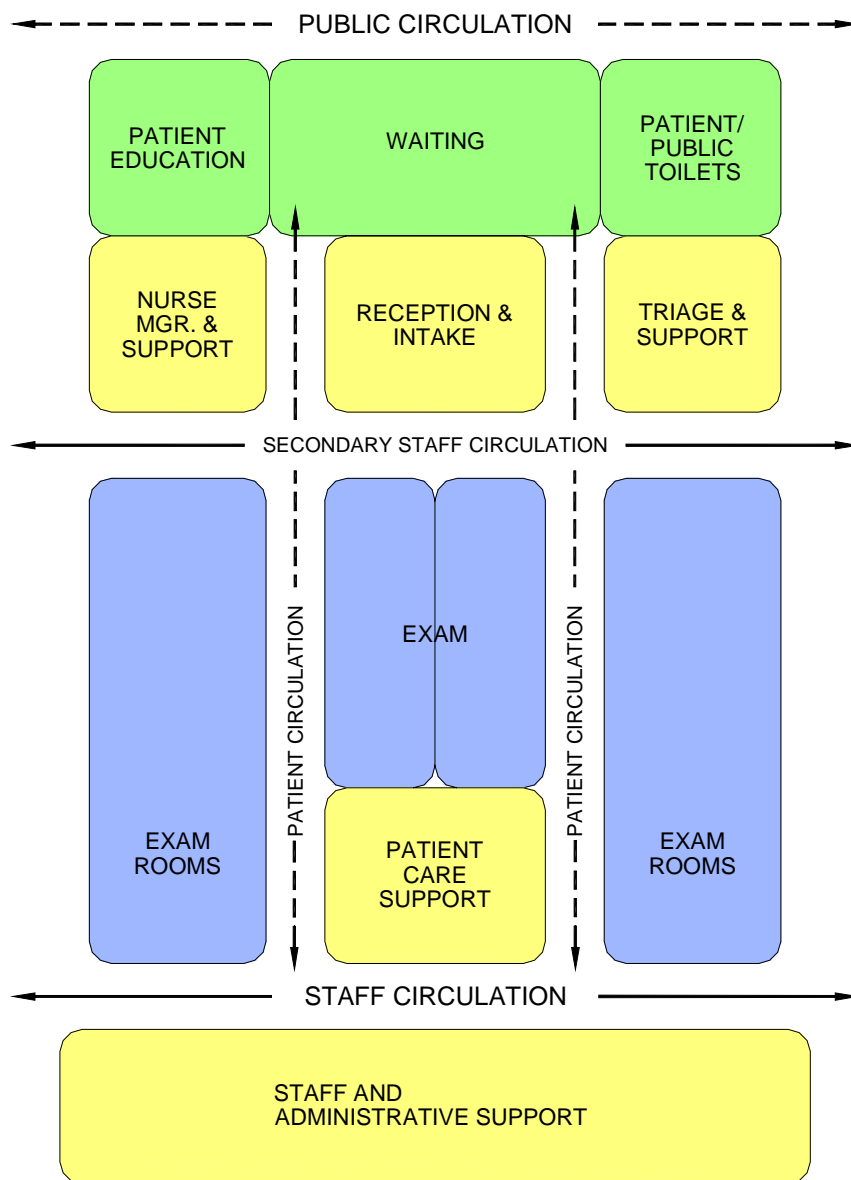 PUBLIC CIRCULATION
PATIENT
EDUCATION
WAITING
PATIENT/
PUBLIC
TOILETS
NURSE
MGR. &
SUPPORT
RECEPTION &
INTAKE
TRIAGE &
SUPPORT
SECONDARY STAFF CIRCULATION
EXAM
PATIENT CIRCULATION
PATIENT CIRCULATION
EXAM
ROOMS
PATIENT
CARE
SUPPORT
EXAM
ROOMS
STAFF CIRCULATION
STAFF AND
ADMINISTRATIVE SUPPORT